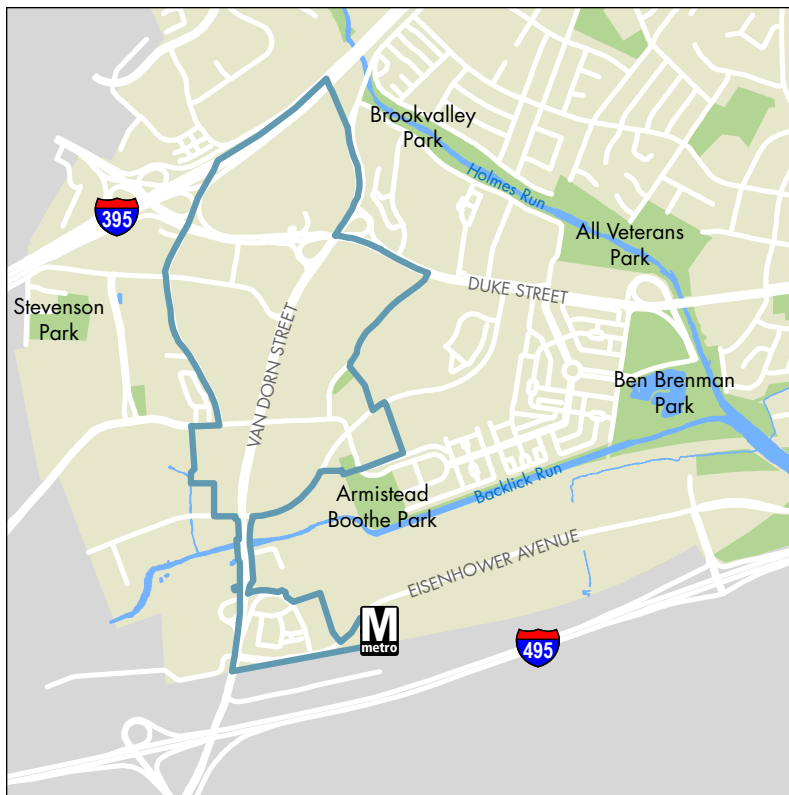 Brookvalley
Park
Holmes Run
395
All Veterans
Park
DUKE STREET
Stevenson
Park
VAN DORN STREET
Ben Brenman
Park
Armistead
Boothe Park
Backlick Run
EISENHOWER AVENUE
M
metro
495